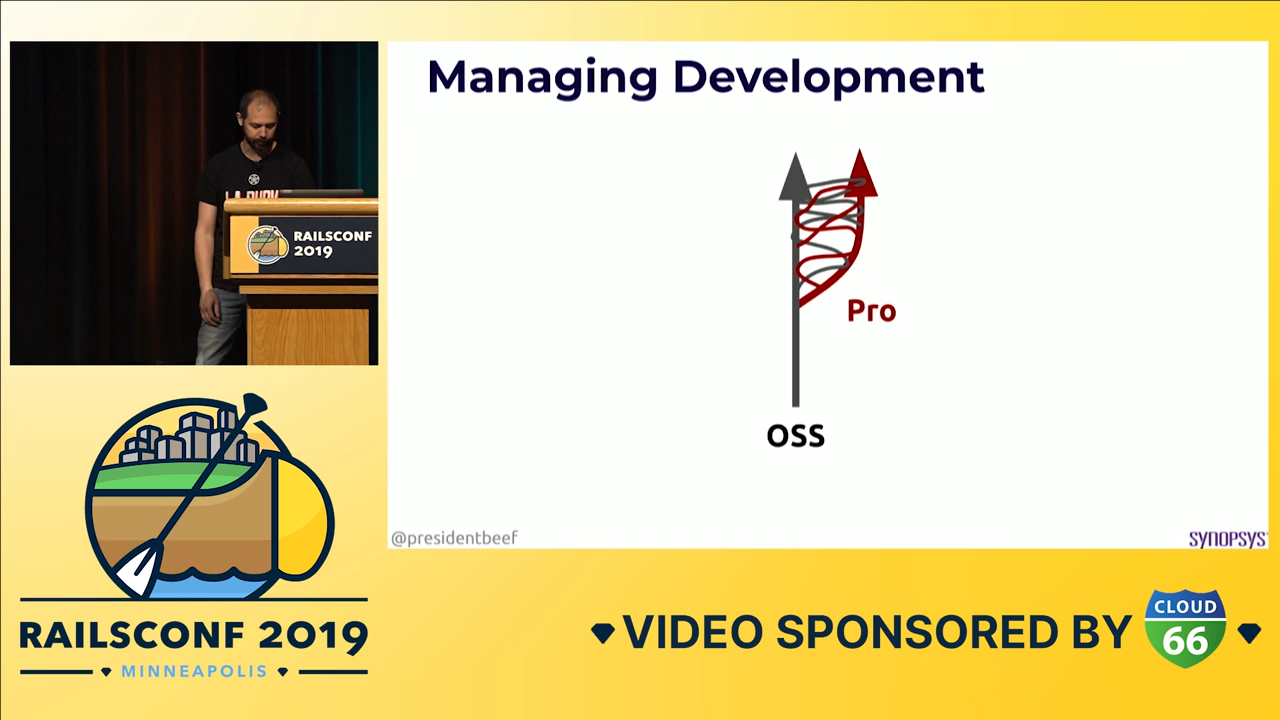 Managing Development
Pro
OSS
@presidentbeef
SYNOPSYS
RAILSCONF
2019
RAILSCONF 2019
MINNEAPOLIS
VIDEO SPONSORED BY
CLOUD
66